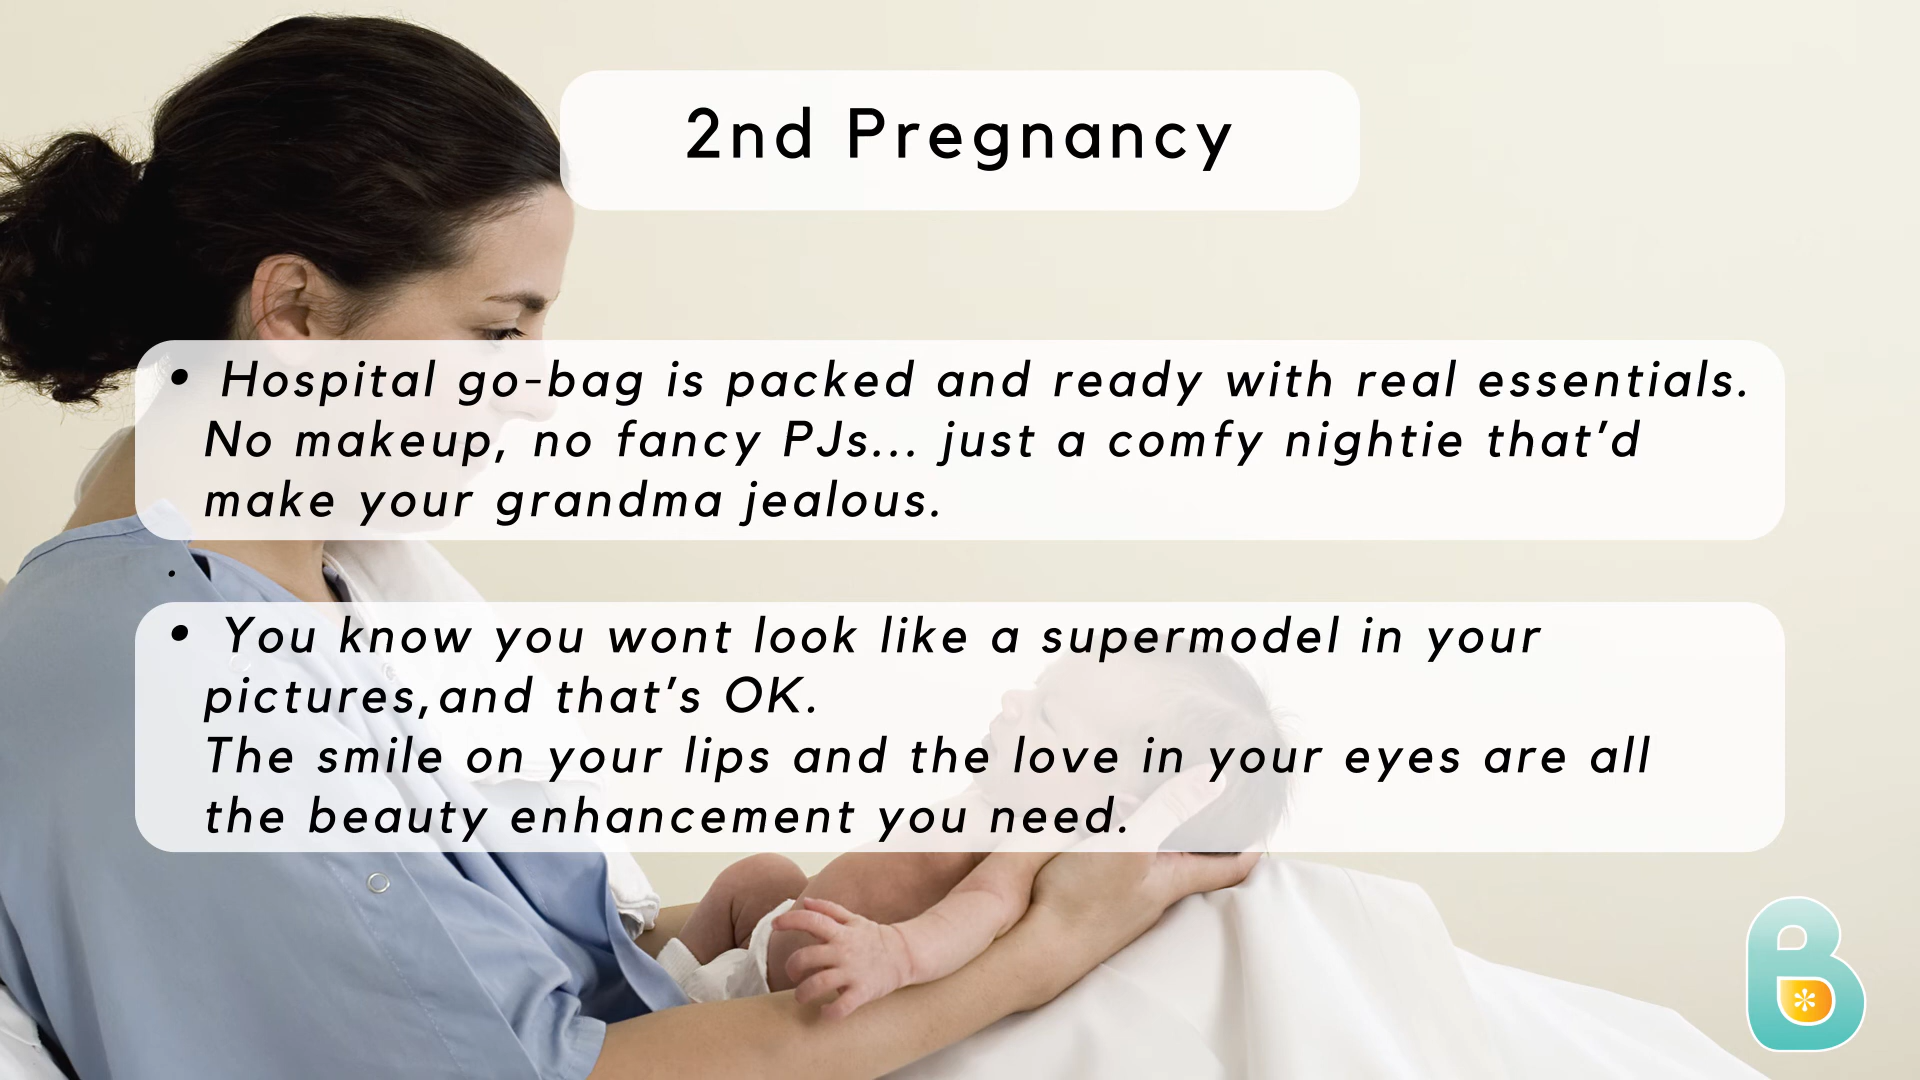 2nd Pregnancy
• Hospital go-bag is packed and ready with real essentials.
No makeup, no fancy PJs... just a comfy nightie that’d
make your grandma jealous.
.
• You know you wont look like a supermodel in your
pictures,and that’s OK.
The smile on your lips and the love in your eyes are all
the beauty enhancement you need.
B